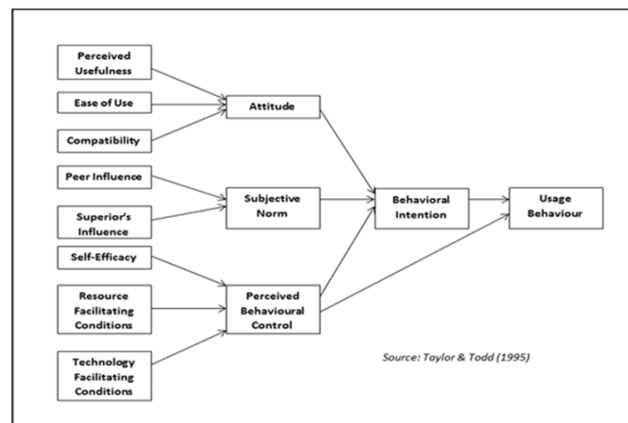 Perceived
Usefulness
Ease of Use
Compatibility
Peer Influence
Superior's
Influence
Self-Efficacy
Resource
Facilitating
Conditions
Technology
Facilitating
Conditions
Attitude
Subjective
Norm
Perceived
Behavioural
Control
Behavioral
Intention
Usage
Behaviour
Source: Taylor & Todd (1995)